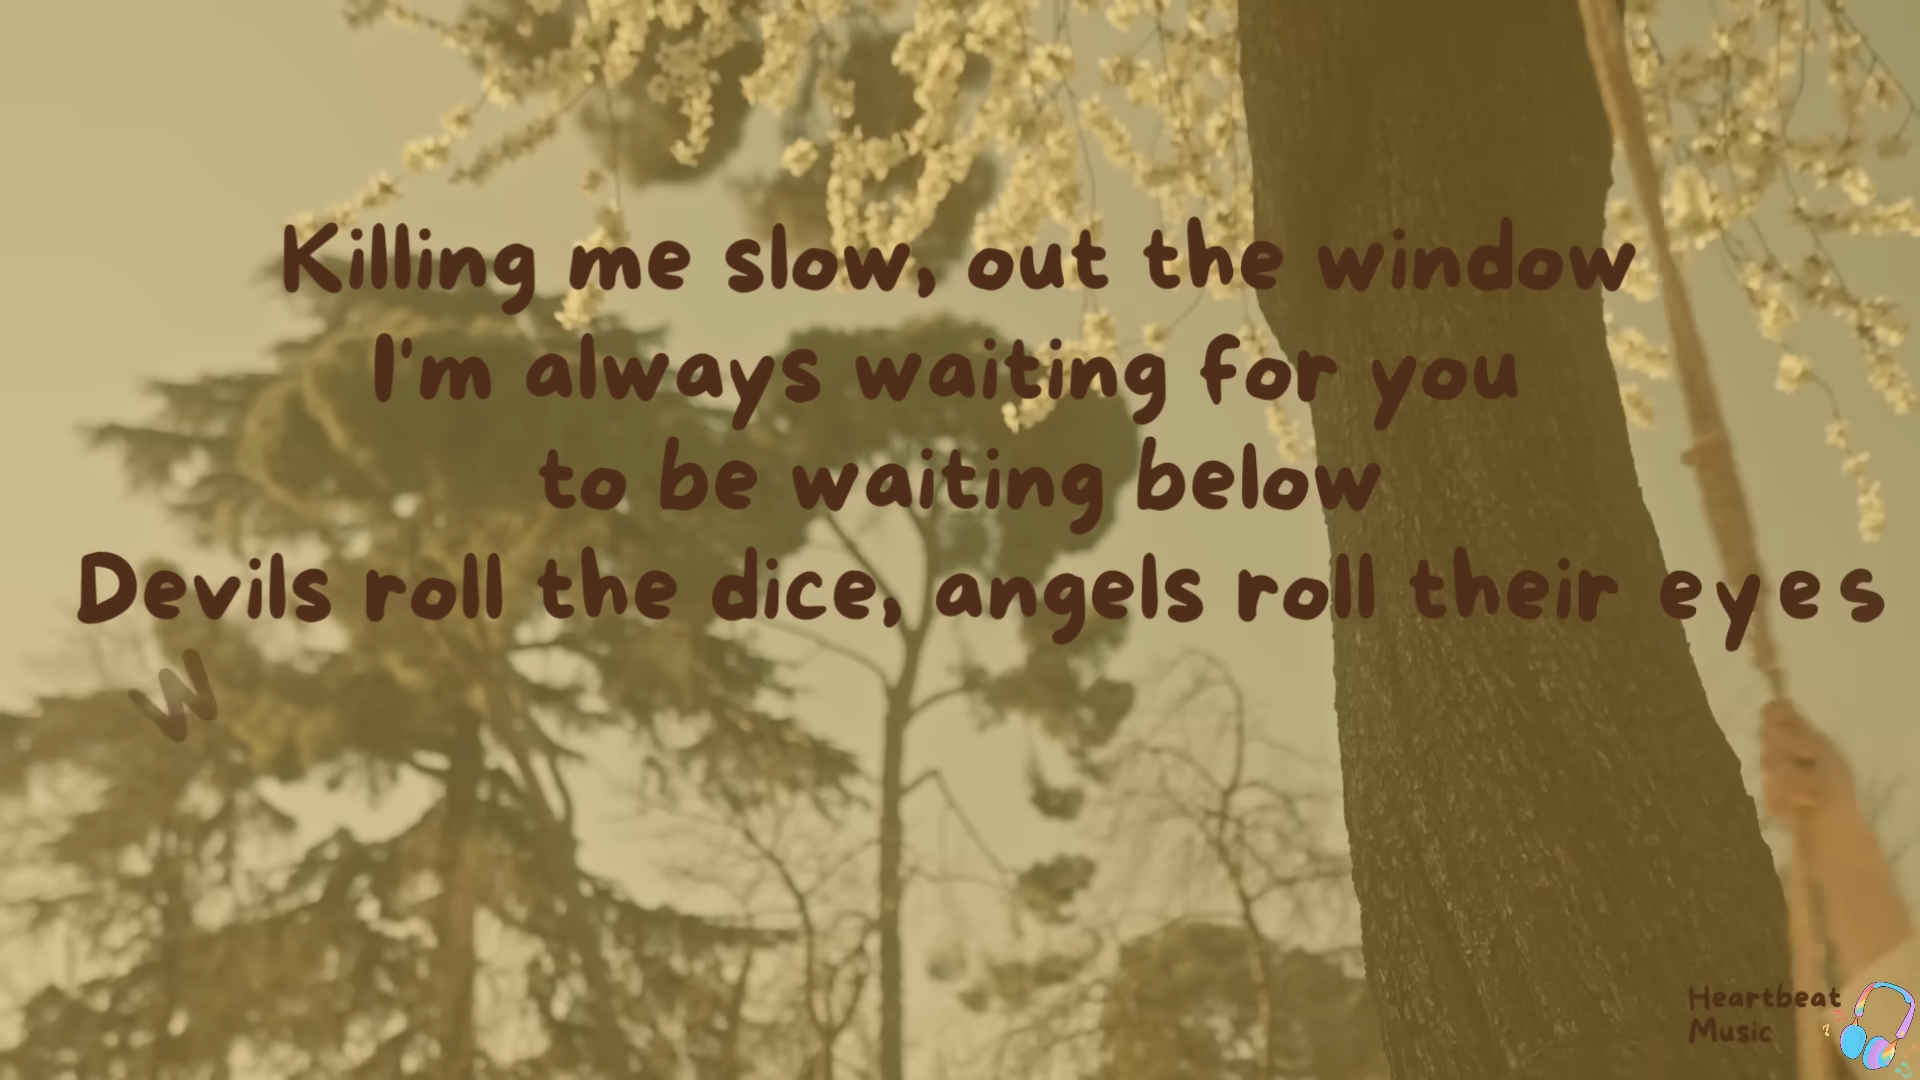 Killing me slow, out the window
I'm always waiting for you
to be waiting below
Devils roll the dice, angels roll their eyes
W
Heartbeat
Music